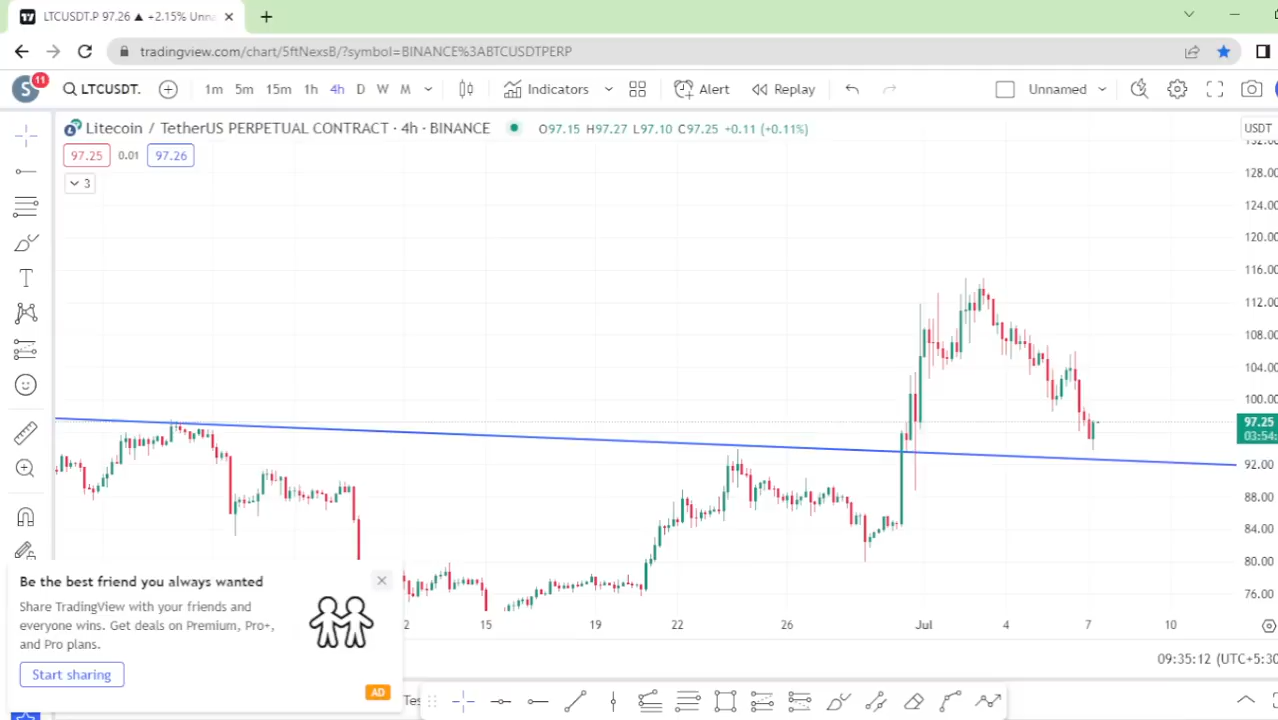 LTCUSDT.P 97.26 ▲ +2.15% Unna
tradingview.com/chart/5ftNexsB/?symbol=BINANCE%3ABTCUSDTPERP
S 11 LTCUSDT. 1m 5m 15m 1h 4h D W M Indicators Alert Replay Unnamed
Litecoin / TetherUS PERPETUAL CONTRACT · 4h · BINANCE O97.15 H97.27 L97.10 C97.25 +0.11 (+0.11%) USDT
97.25 0.01 97.26
3
132.00
128.00
124.00
120.00
116.00
112.00
108.00
104.00
100.00
97.25
03:54:
92.00
88.00
84.00
80.00
76.00
2 15 19 22 26 Jul 4 7 10
Be the best friend you always wanted
Share TradingView with your friends and
everyone wins. Get deals on Premium, Pro+,
and Pro plans.
Start sharing
AD
09:35:12 (UTC+5:30
Tes